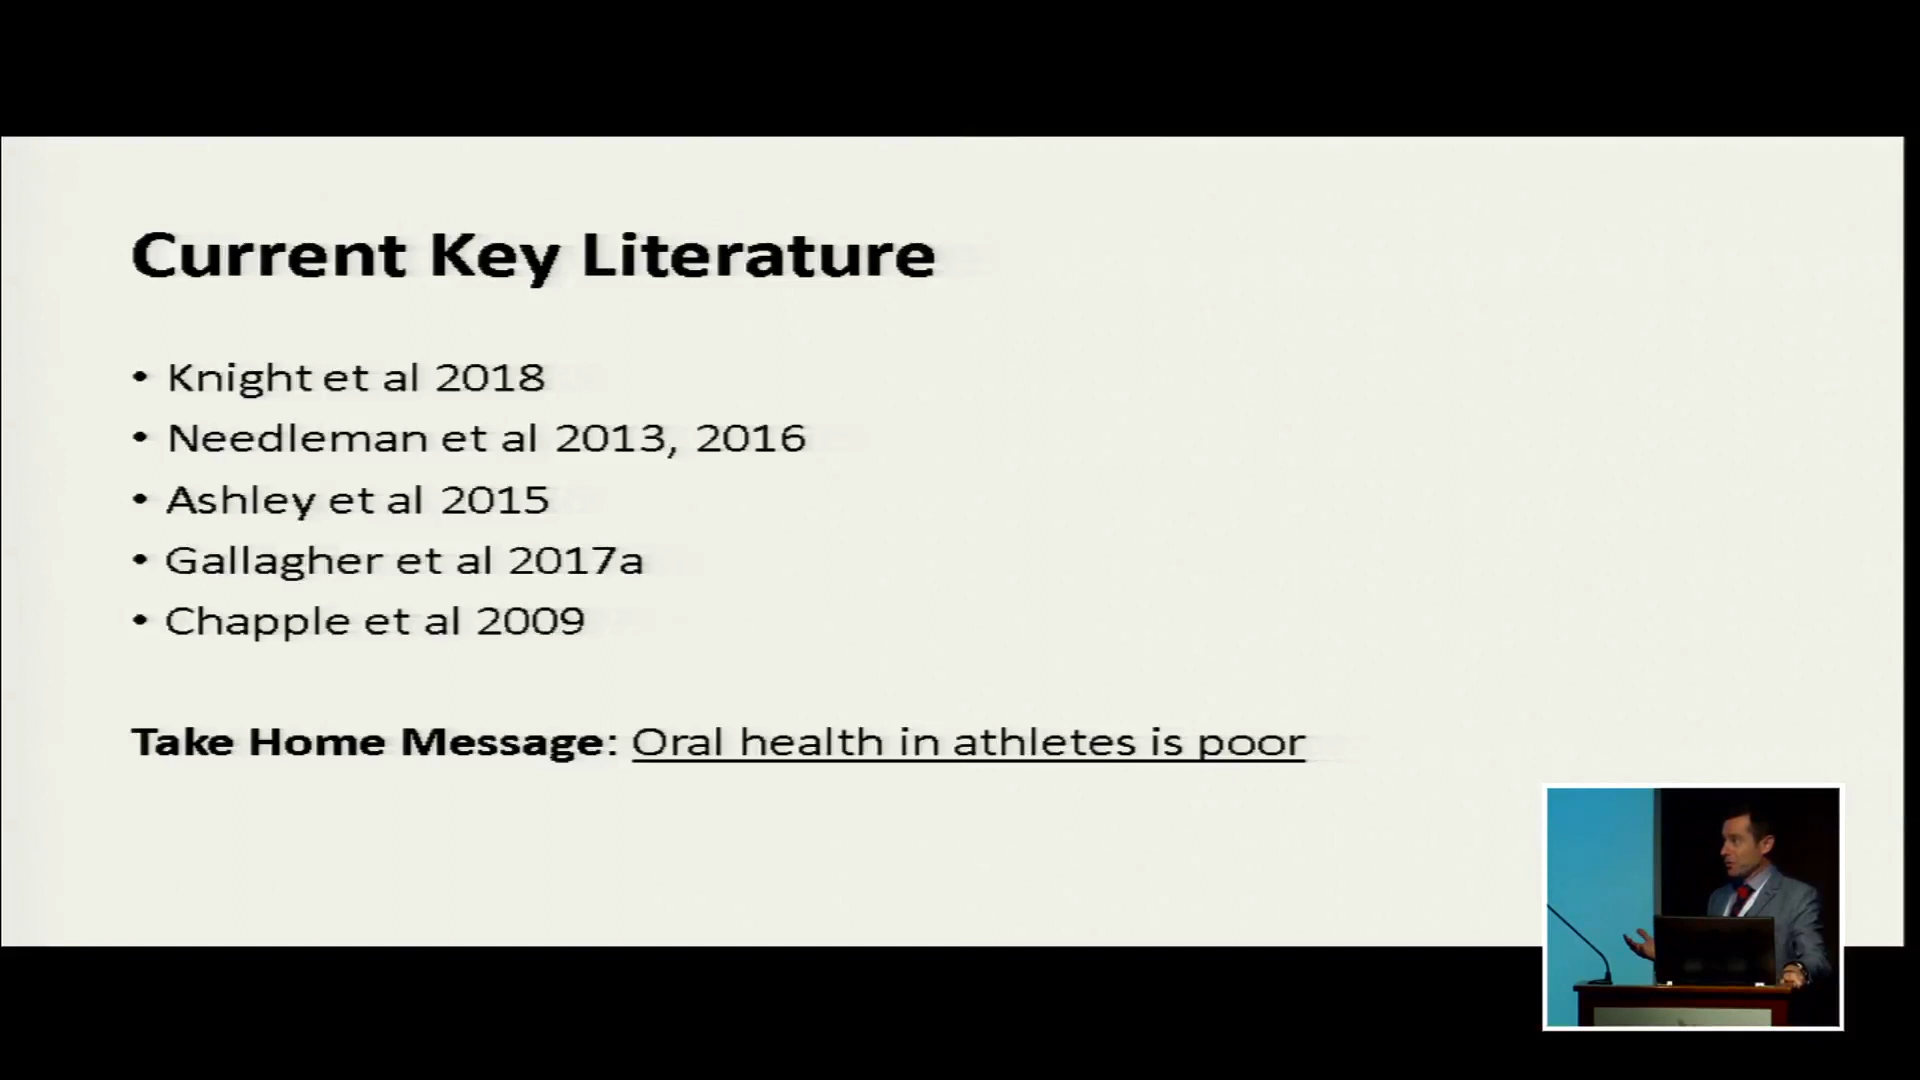 Current Key Literature
• Knight et al 2018
• Needleman et al 2013, 2016
• Ashley et al 2015
• Gallagher et al 2017a
• Chapple et al 2009
Take Home Message: Oral health in athletes is poor